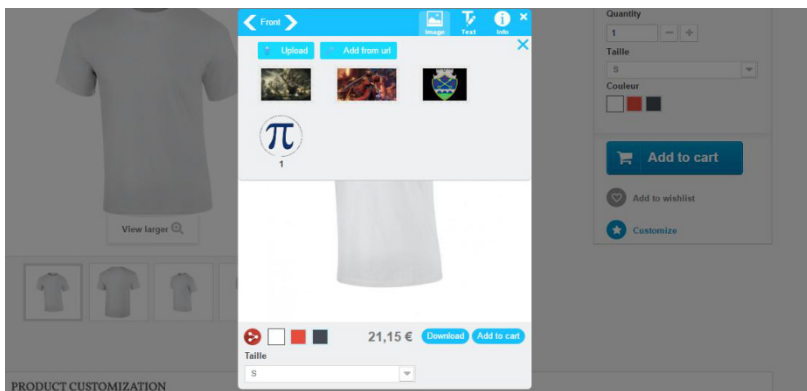 Front
Image
Text
Info
Upload
Add from url
π
1
View larger
21,15 €
Download
Add to cart
Taille
S
Quantity
1
Taille
S
Couleur
Add to cart
Add to wishlist
Customize
PRODUCT CUSTOMIZATION